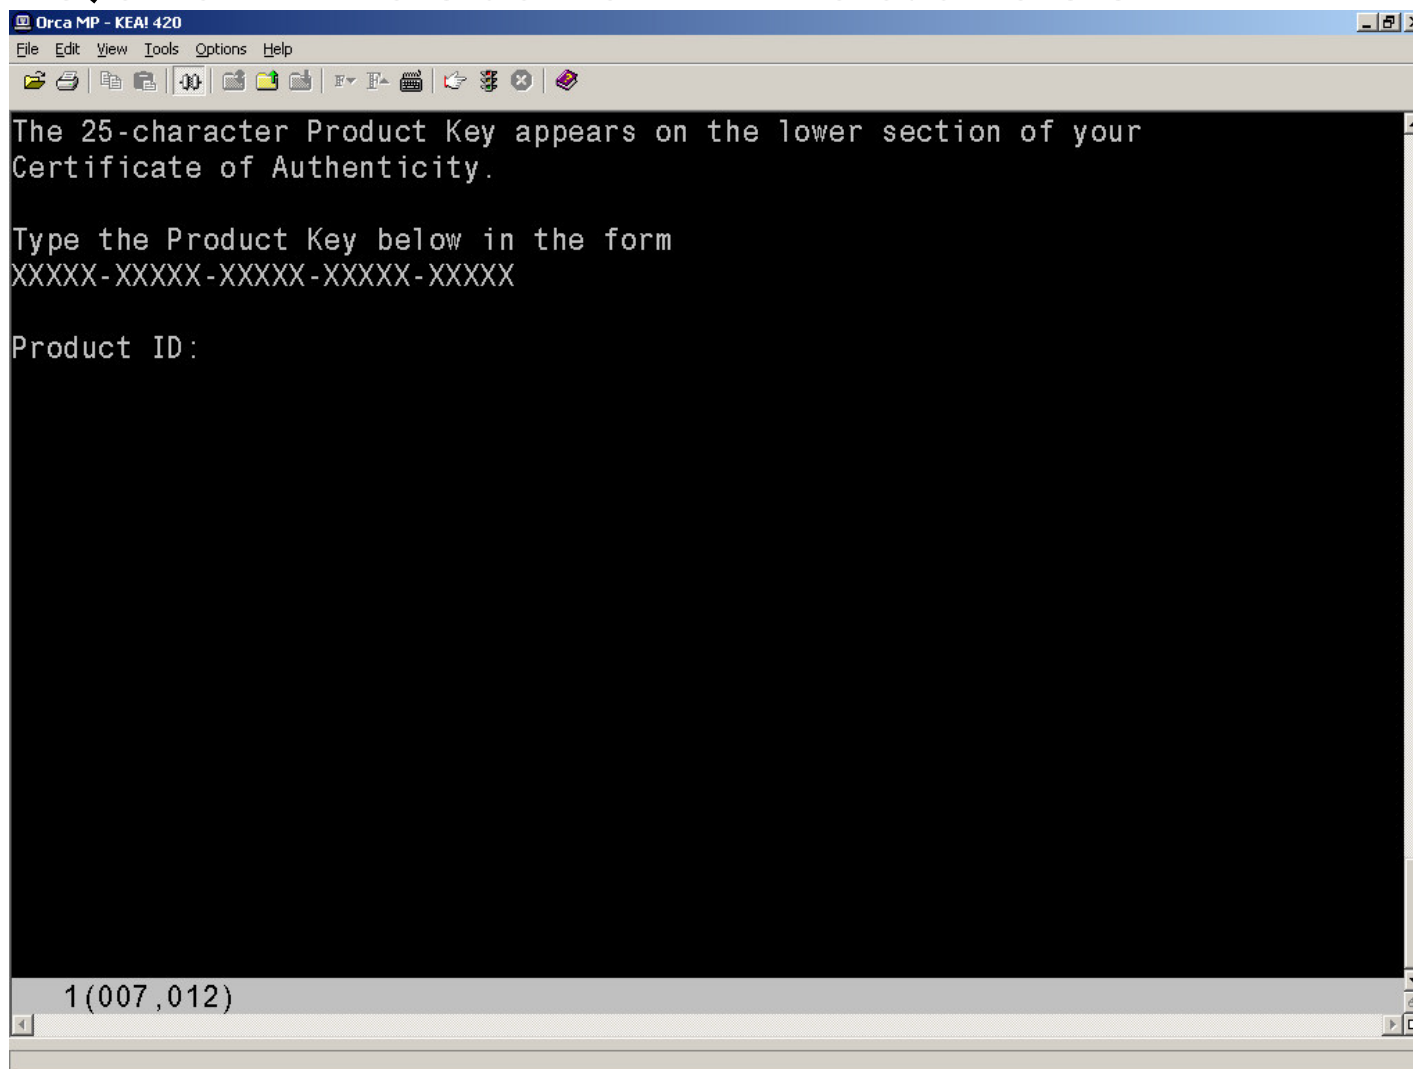 Orca MP - KEA! 420
File Edit View Tools Options Help
The 25-character Product Key appears on the lower section of your
Certificate of Authenticity.
Type the Product Key below in the form
XXXXX-XXXXX-XXXXX-XXXXX-XXXXX
Product ID:
1(007,012)